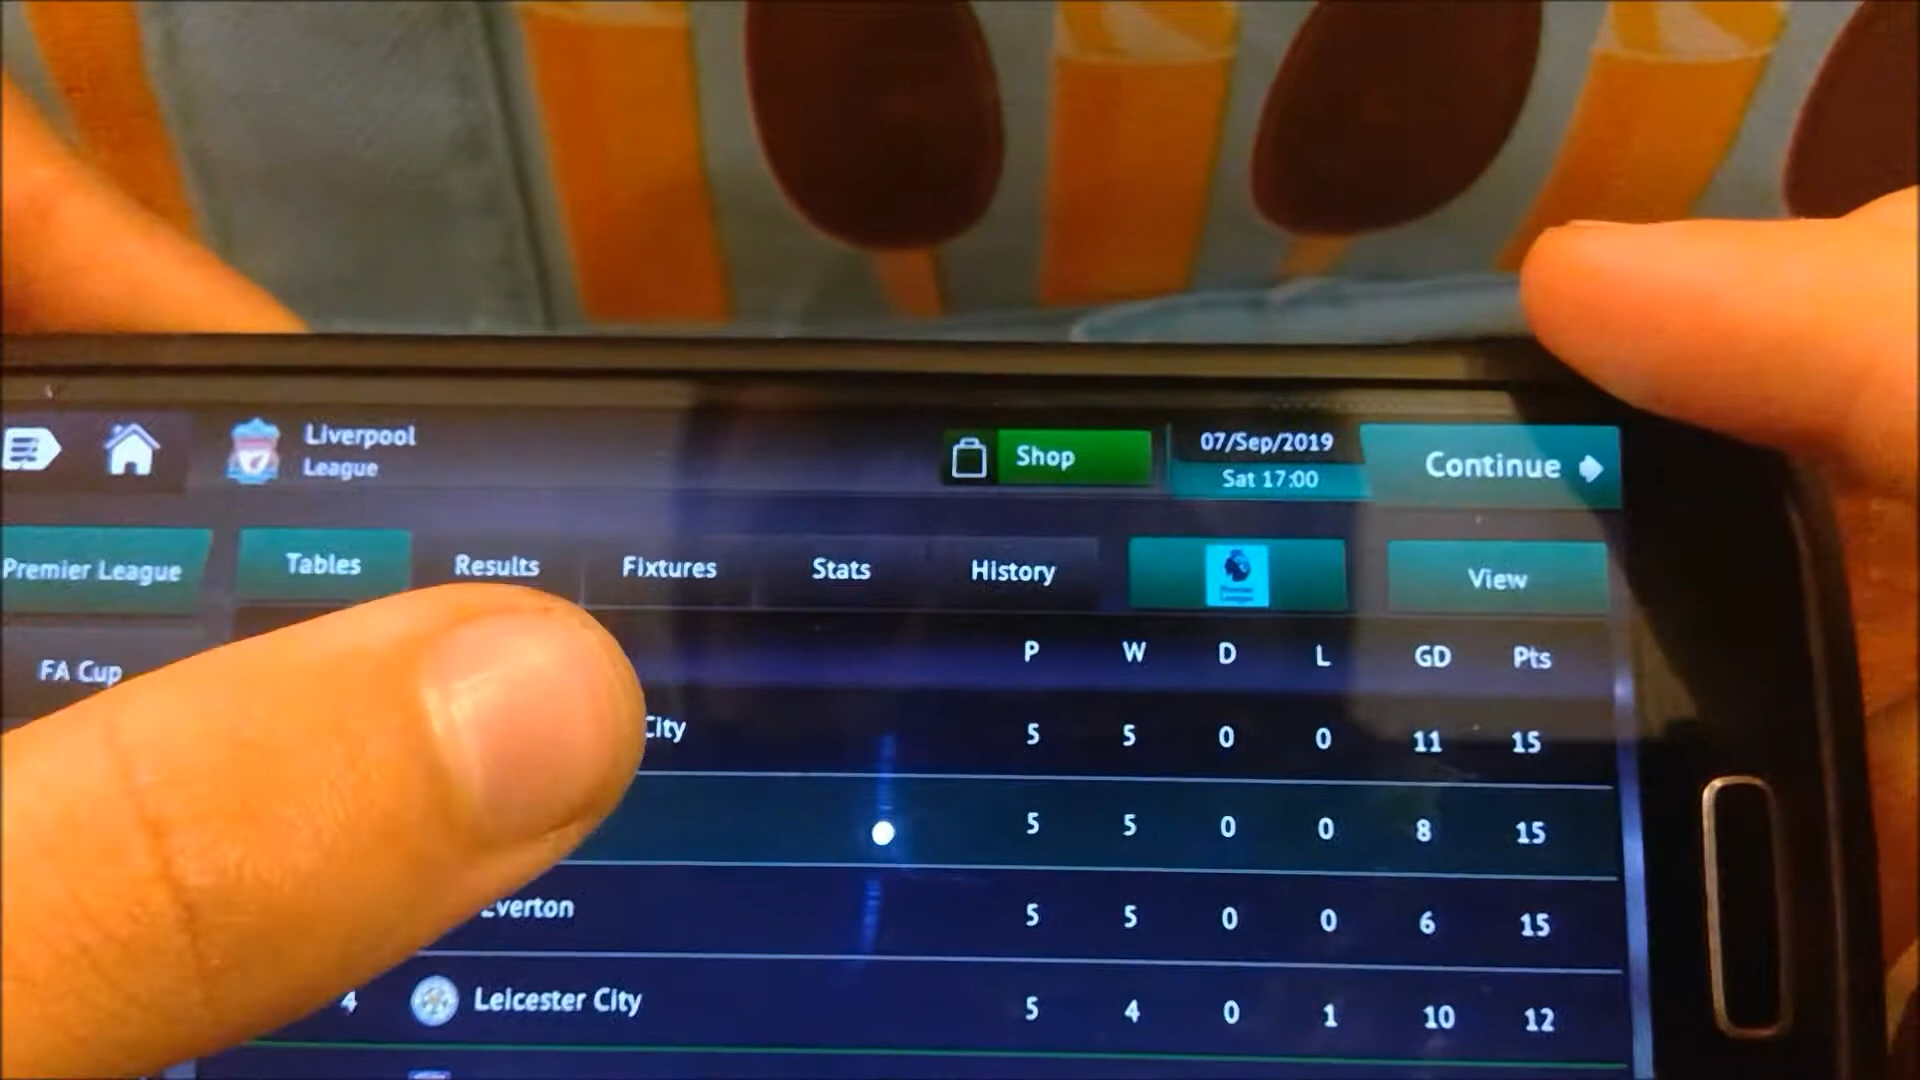 Liverpool
League
Shop
07/Sep/2019
Sat 17:00
Continue
Premier League
Tables
Results
Fixtures
Stats
History
View
FA Cup
P W D L GD Pts
City 5 5 0 0 11 15
5 5 0 0 8 15
Everton 5 5 0 0 6 15
4 Leicester City 5 4 0 1 10 12